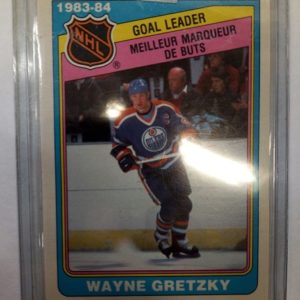 1983-84
NHL
®
GOAL LEADER
MEILLEUR MARQUEUR
DE BUTS
WAYNE GRETZKY